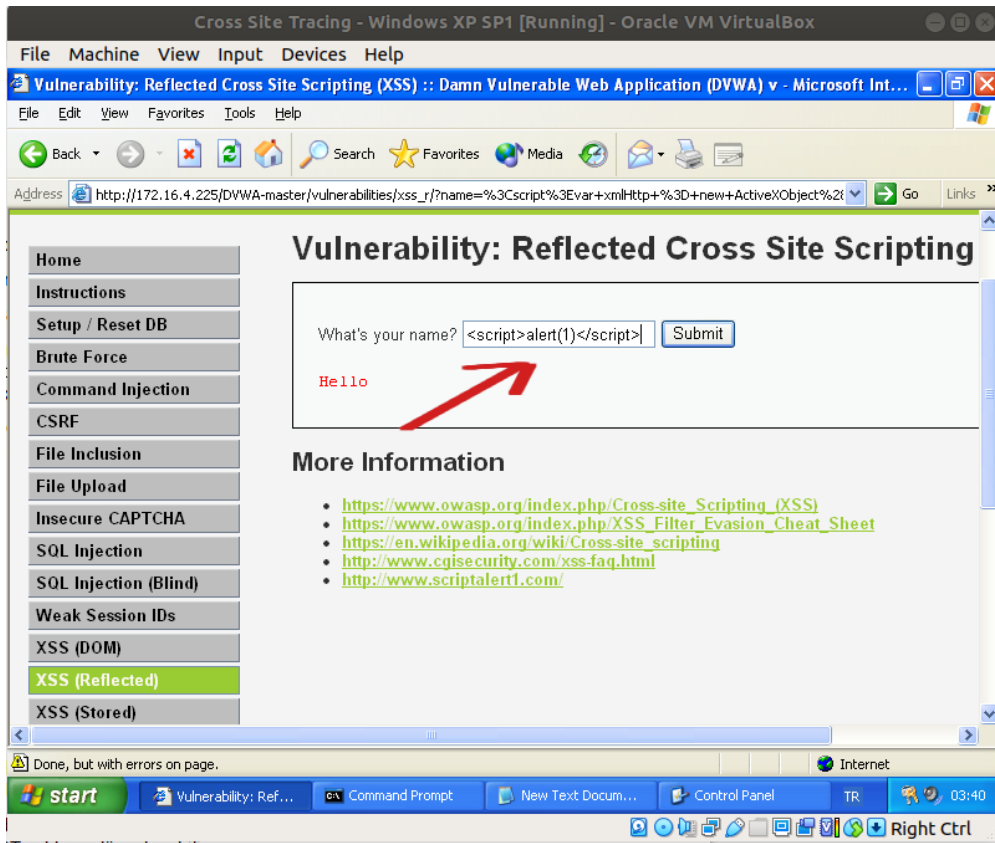 Cross Site Tracing - Windows XP SP1 [Running] - Oracle VM VirtualBox
File Machine View Input Devices Help
Vulnerability: Reflected Cross Site Scripting (XSS) :: Damn Vulnerable Web Application (DVWA) v - Microsoft Int...
File Edit View Favorites Tools Help
Back Search Favorites Media
Address http://172.16.4.225/DVWA-master/vulnerabilities/xss_r/?name=%3Cscript%3Evar+xmlHttp+%3D+new+ActiveXObject%28 Go Links »
Vulnerability: Reflected Cross Site Scripting
Home
Instructions
Setup / Reset DB
Brute Force
Command Injection
CSRF
File Inclusion
File Upload
Insecure CAPTCHA
SQL Injection
SQL Injection (Blind)
Weak Session IDs
XSS (DOM)
XSS (Reflected)
XSS (Stored)
What's your name? <script>alert(1)</script> Submit
Hello
More Information
https://www.owasp.org/index.php/Cross-site_Scripting_(XSS)
https://www.owasp.org/index.php/XSS_Filter_Evasion_Cheat_Sheet
https://en.wikipedia.org/wiki/Cross-site_scripting
http://www.cgisecurity.com/xss-faq.html
http://www.scriptalert1.com/
Done, but with errors on page. Internet
start Vulnerability: Ref... Command Prompt New Text Docum... Control Panel TR 03:40
Right Ctrl